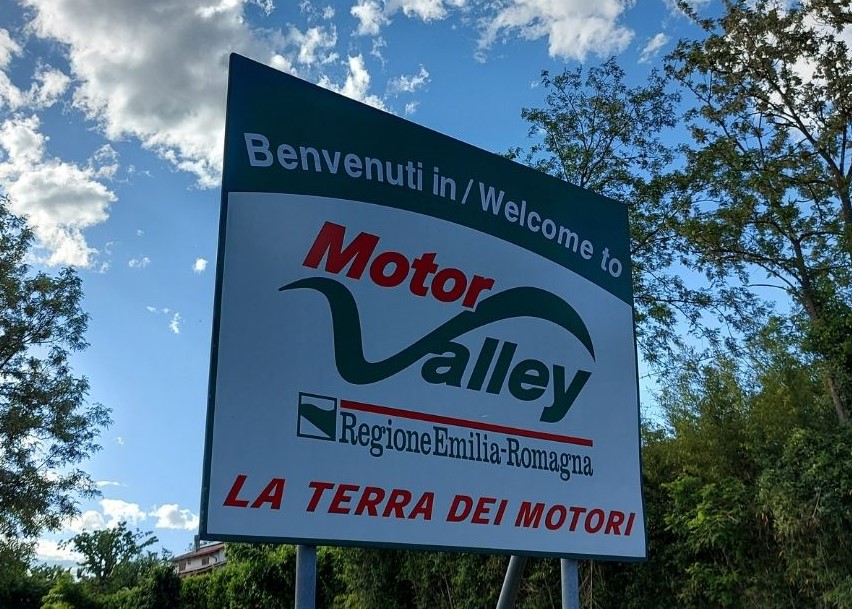 Benvenuti in / Welcome to
Motor
Valley
RegioneEmilia-Romagna
LA TERRA DEI MOTORI